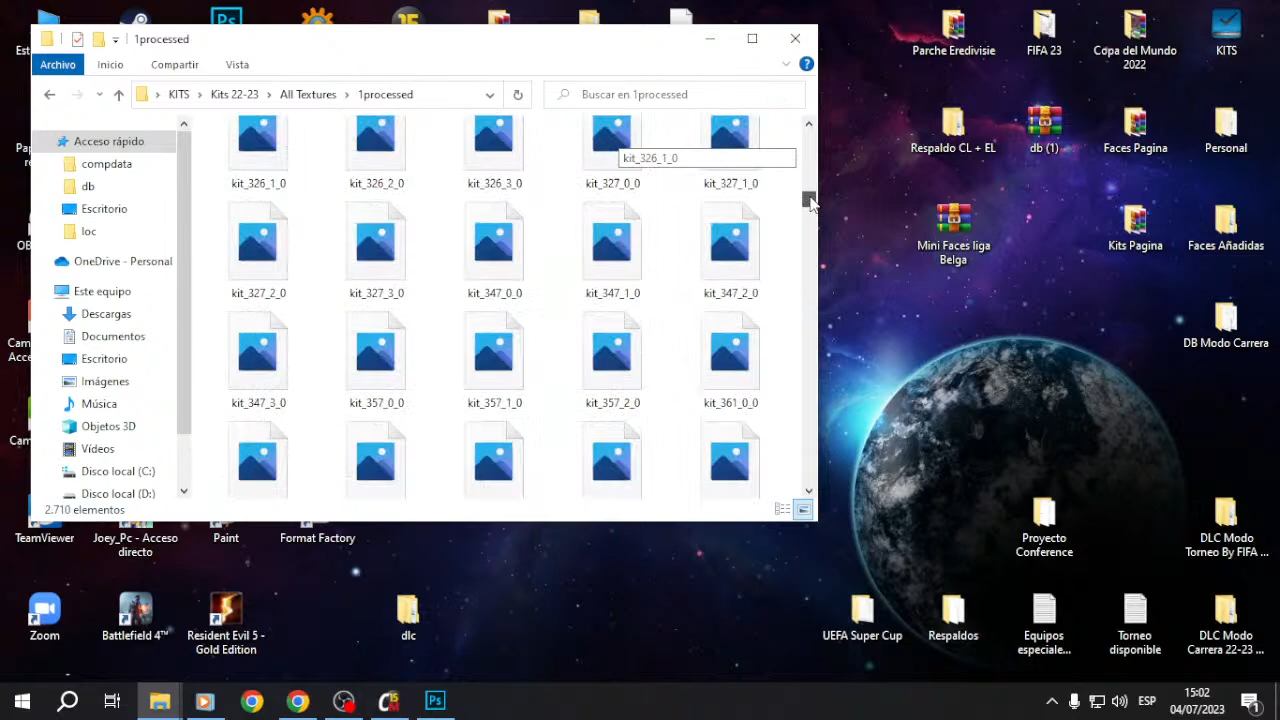 1processed
Archivo
Inicio
Compartir
Vista
KITS
Kits 22-23
All Textures
1processed
Buscar en 1processed
Acceso rápido
compdata
db
Escritorio
loc
OneDrive - Personal
Este equipo
Descargas
Documentos
Escritorio
Imágenes
Música
Objetos 3D
Vídeos
Disco local (C:)
Disco local (D:)
kit_326_1_0
kit_326_1_0
kit_326_2_0
kit_326_3_0
kit_327_0_0
kit_327_1_0
kit_327_2_0
kit_327_3_0
kit_347_0_0
kit_347_1_0
kit_347_2_0
kit_347_3_0
kit_357_0_0
kit_357_1_0
kit_357_2_0
kit_361_0_0
2.710 elementos
Parche Eredivisie
FIFA 23
Copa del Mundo
2022
KITS
Respaldo CL + EL
db (1)
Faces Pagina
Personal
Mini Faces liga
Belga
Kits Pagina
Faces Añadidas
DB Modo Carrera
Proyecto
Conference
DLC Modo
Torneo By FIFA ...
UEFA Super Cup
Respaldos
Equipos
especiale...
Torneo
disponible
DLC Modo
Carrera 22-23 ...
TeamViewer
Joey_Pc - Acceso
directo
Paint
Format Factory
Zoom
Battlefield 4™
Resident Evil 5 -
Gold Edition
dlc
Ps
15
Ps
ESP
15:02
04/07/2023
1